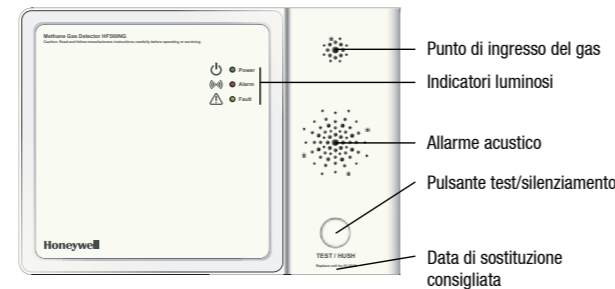 Methane Gas Detector HF500NG
Caution: Read and follow manufacturers instructions carefully before operating or servicing.
Power
Alarm
Fault
Honeywell
TEST / HUSH
Punto di ingresso del gas
Indicatori luminosi
Allarme acustico
Pulsante test/silenziamento
Data di sostituzione
consigliata